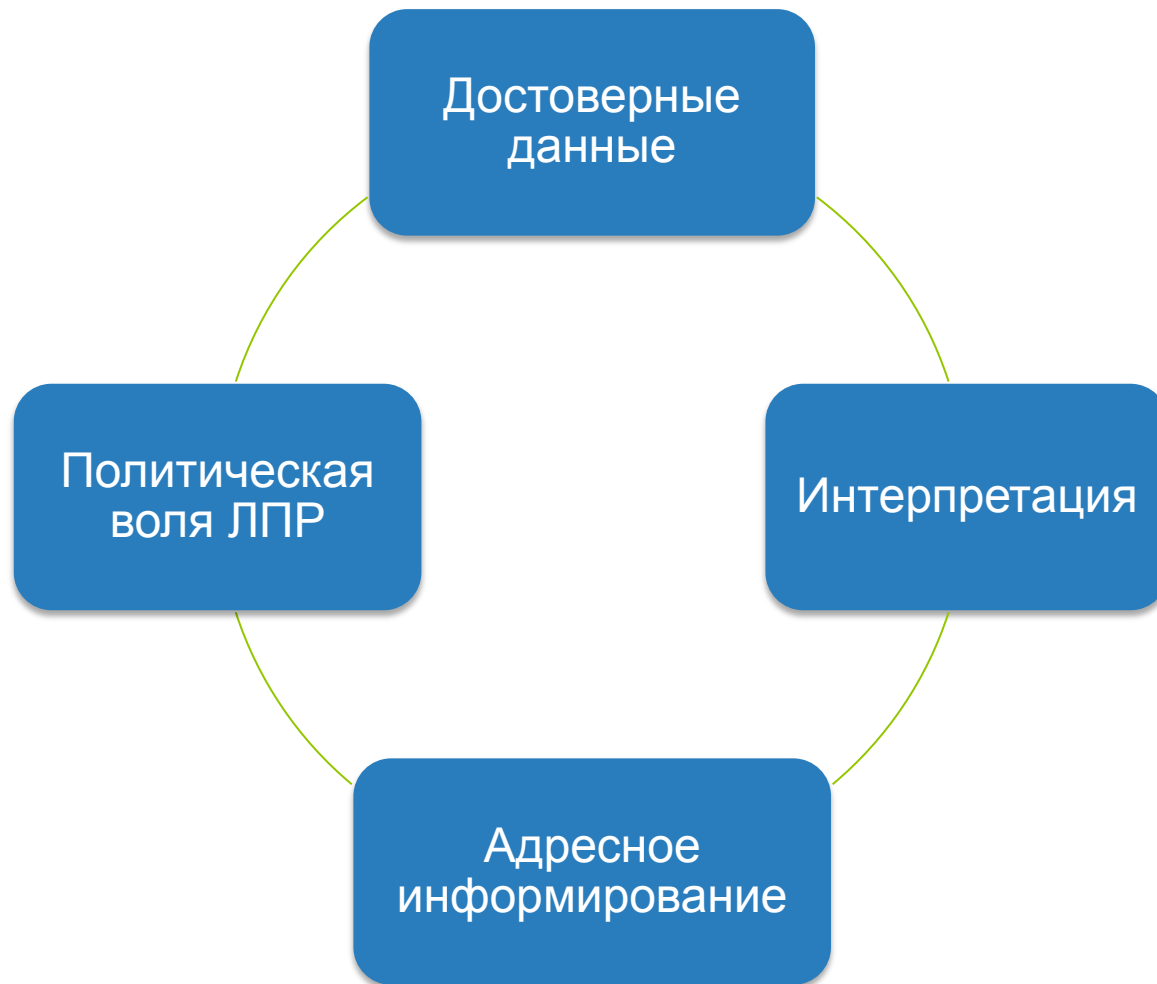 Достоверные
данные
Политическая
воля ЛПР
Интерпретация
Адресное
информирование